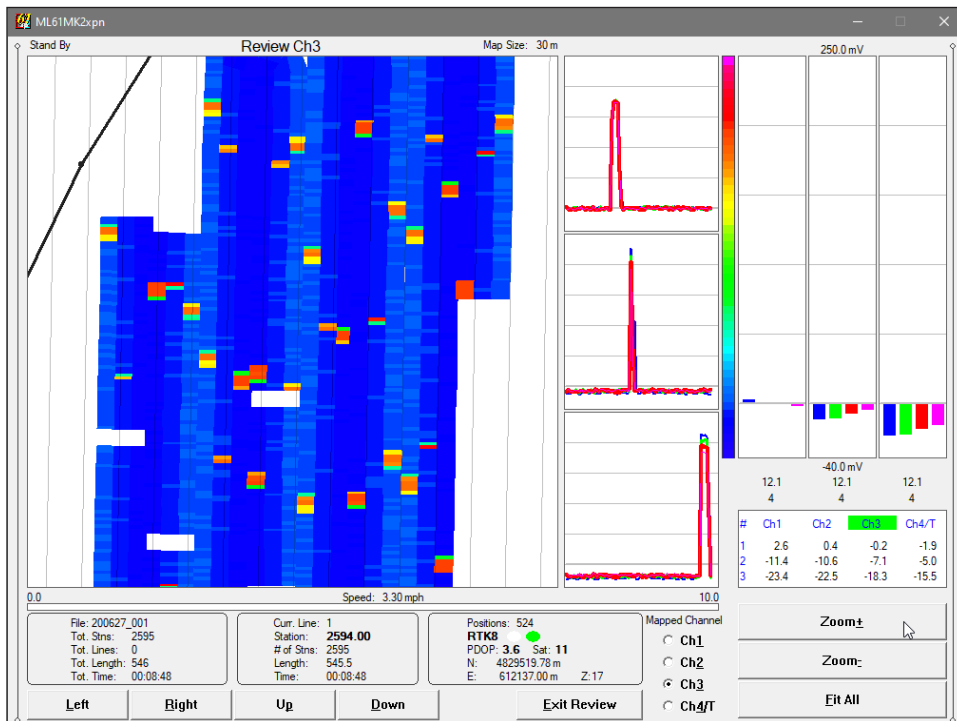 ML61MK2xpn
Stand By
Review Ch3
Map Size: 30 m
250.0 mV
-40.0 mV
12.1 12.1 12.1
4 4 4
# Ch1 Ch2 Ch3 Ch4/T
1 2.6 0.4 -0.2 -1.9
2 -11.4 -10.6 -7.1 -5.0
3 -23.4 -22.5 -18.3 -15.5
0.0 Speed: 3.30 mph 10.0
File: 200627_001
Tot. Stns: 2595
Tot. Lines: 0
Tot. Length: 546
Tot. Time: 00:08:48
Curr. Line: 1
Station: 2594.00
# of Stns: 2595
Length: 545.5
Time: 00:08:48
Positions: 524
RTK8
PDOP: 3.6 Sat: 11
N: 4829519.78 m
E: 612137.00 m Z:17
Mapped Channel
Ch1
Ch2
Ch3
Ch4/T
Zoom+
Zoom-
Fit All
Left
Right
Up
Down
Exit Review